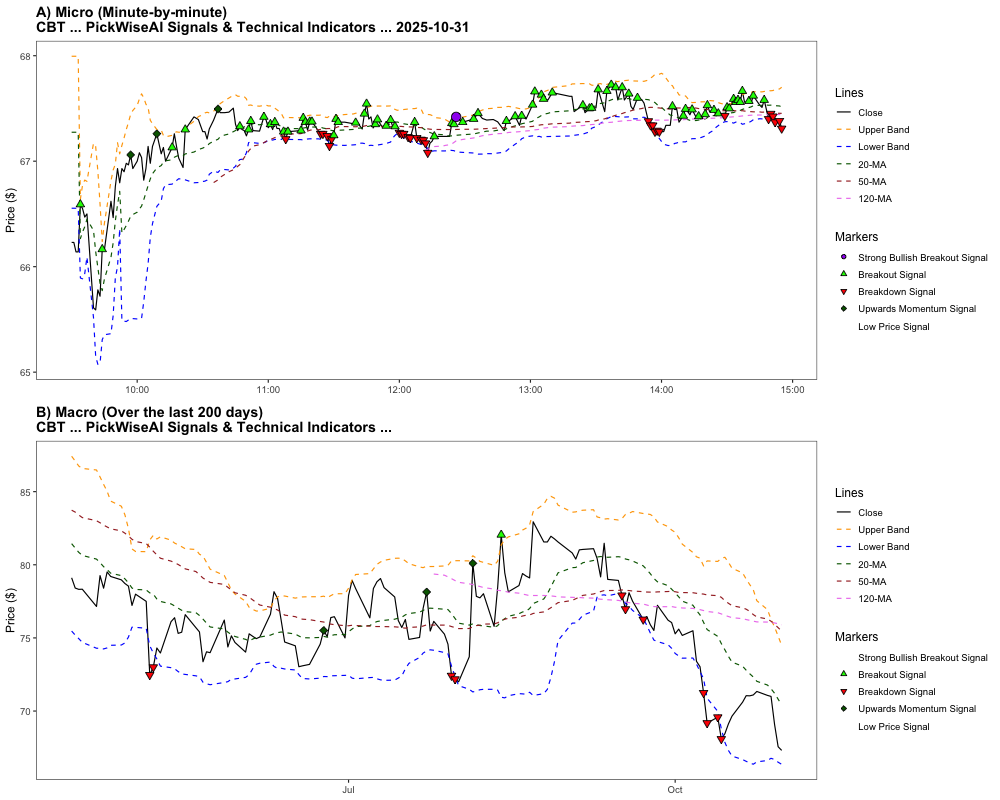 A) Micro (Minute-by-minute)
CBT ... PickWiseAI Signals & Technical Indicators ... 2025-10-31
68
67
66
65
Price ($)
10:00
11:00
12:00
13:00
14:00
15:00
Lines
Close
Upper Band
Lower Band
20-MA
50-MA
120-MA
Markers
Strong Bullish Breakout Signal
Breakout Signal
Breakdown Signal
Upwards Momentum Signal
Low Price Signal
B) Macro (Over the last 200 days)
CBT ... PickWiseAI Signals & Technical Indicators ...
85
80
75
70
Price ($)
Jul
Oct
Lines
Close
Upper Band
Lower Band
20-MA
50-MA
120-MA
Markers
Strong Bullish Breakout Signal
Breakout Signal
Breakdown Signal
Upwards Momentum Signal
Low Price Signal